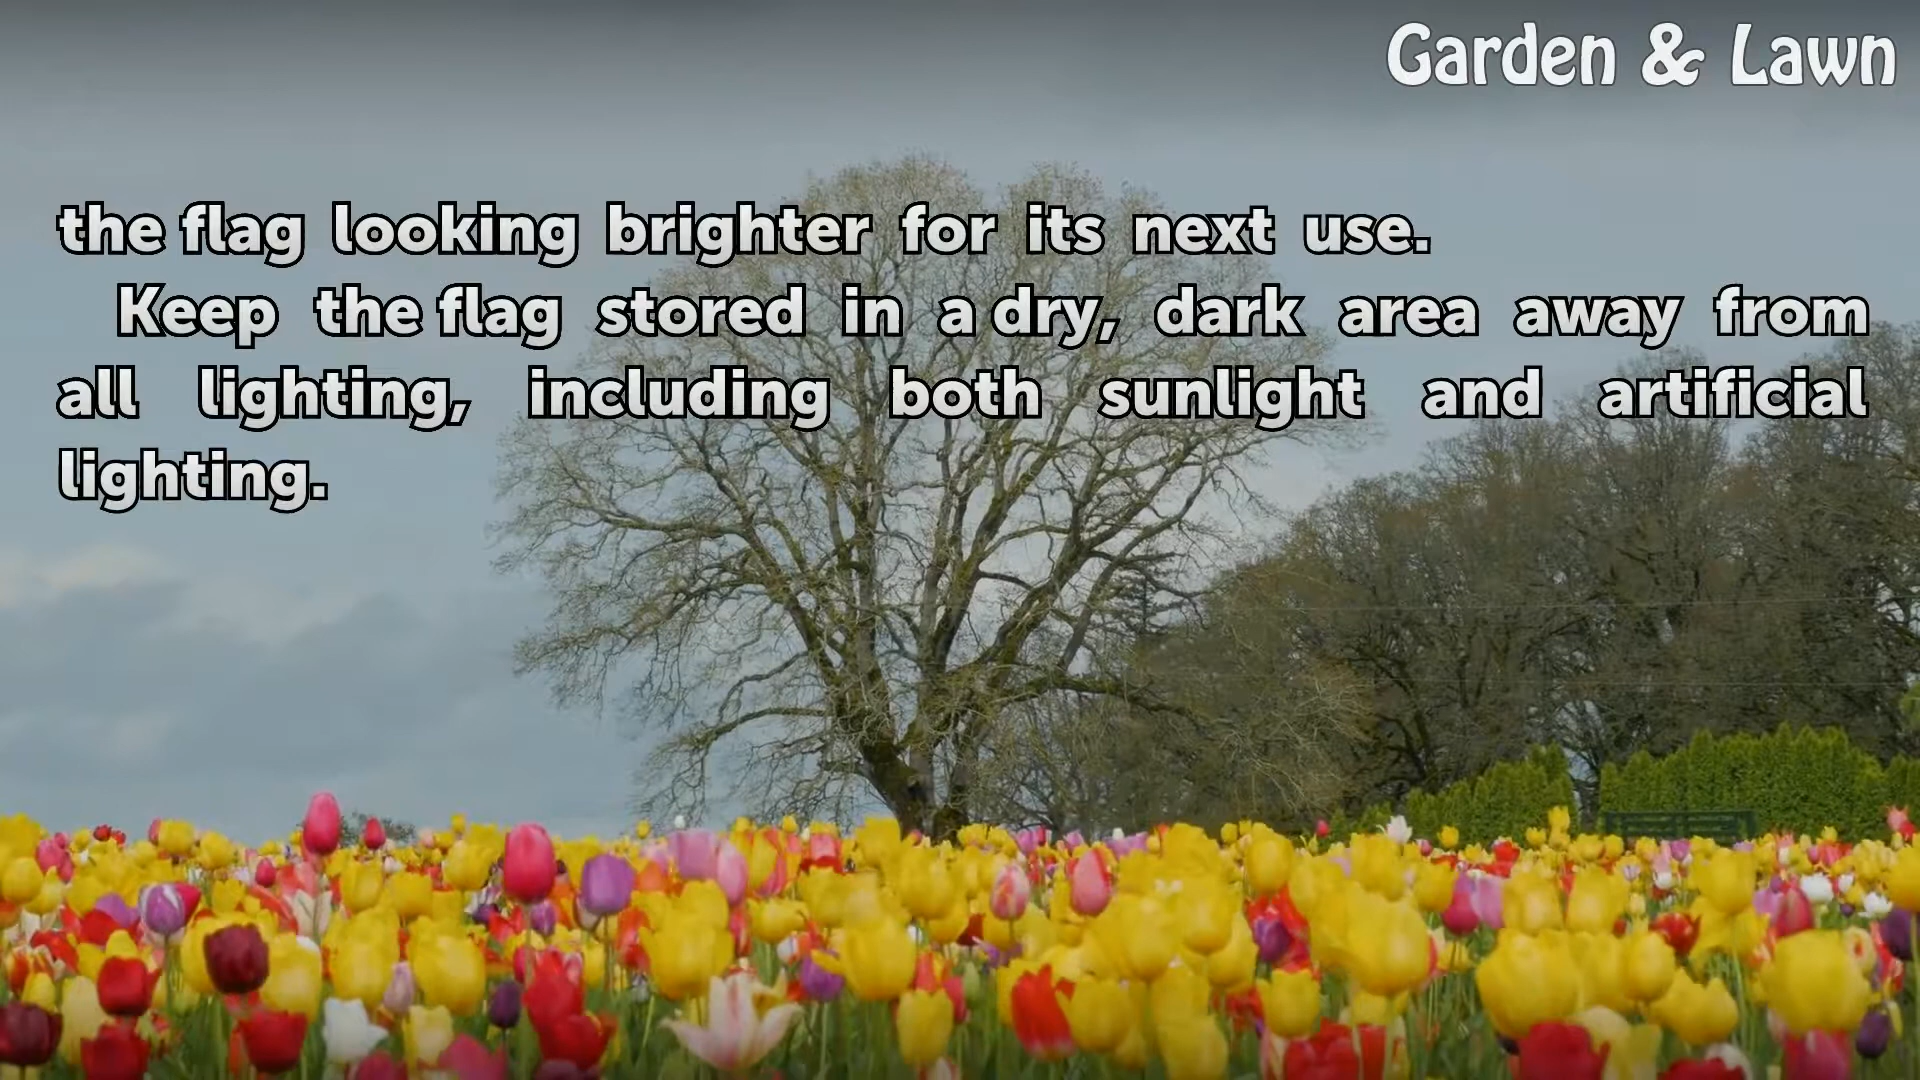 Garden & Lawn
the flag looking brighter for its next use.
Keep the flag stored in a dry, dark area away from
all lighting, including both sunlight and artificial
lighting.